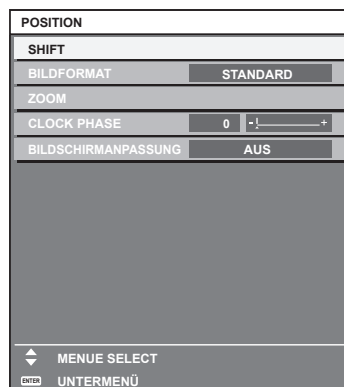 POSITION
SHIFT
BILDFORMAT STANDARD
ZOOM
CLOCK PHASE 0 - +
BILDSCHIRMANPASSUNG AUS
MENUE SELECT
ENTER UNTERMENÜ